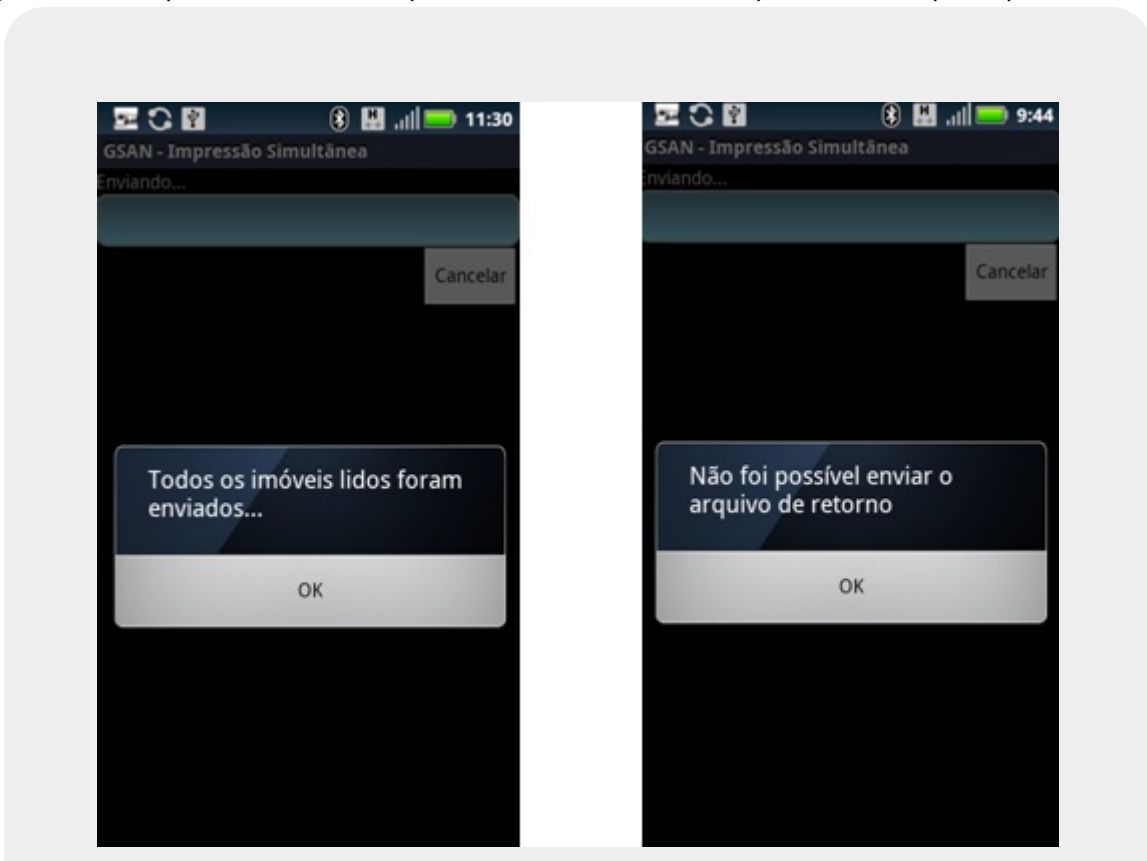 11:30
GSAN - Impressão Simultânea
Enviando...
Cancelar
Todos os imóveis lidos foram
enviados...
OK
9:44
GSAN - Impressão Simultânea
Enviando...
Cancelar
Não foi possível enviar o
arquivo de retorno
OK